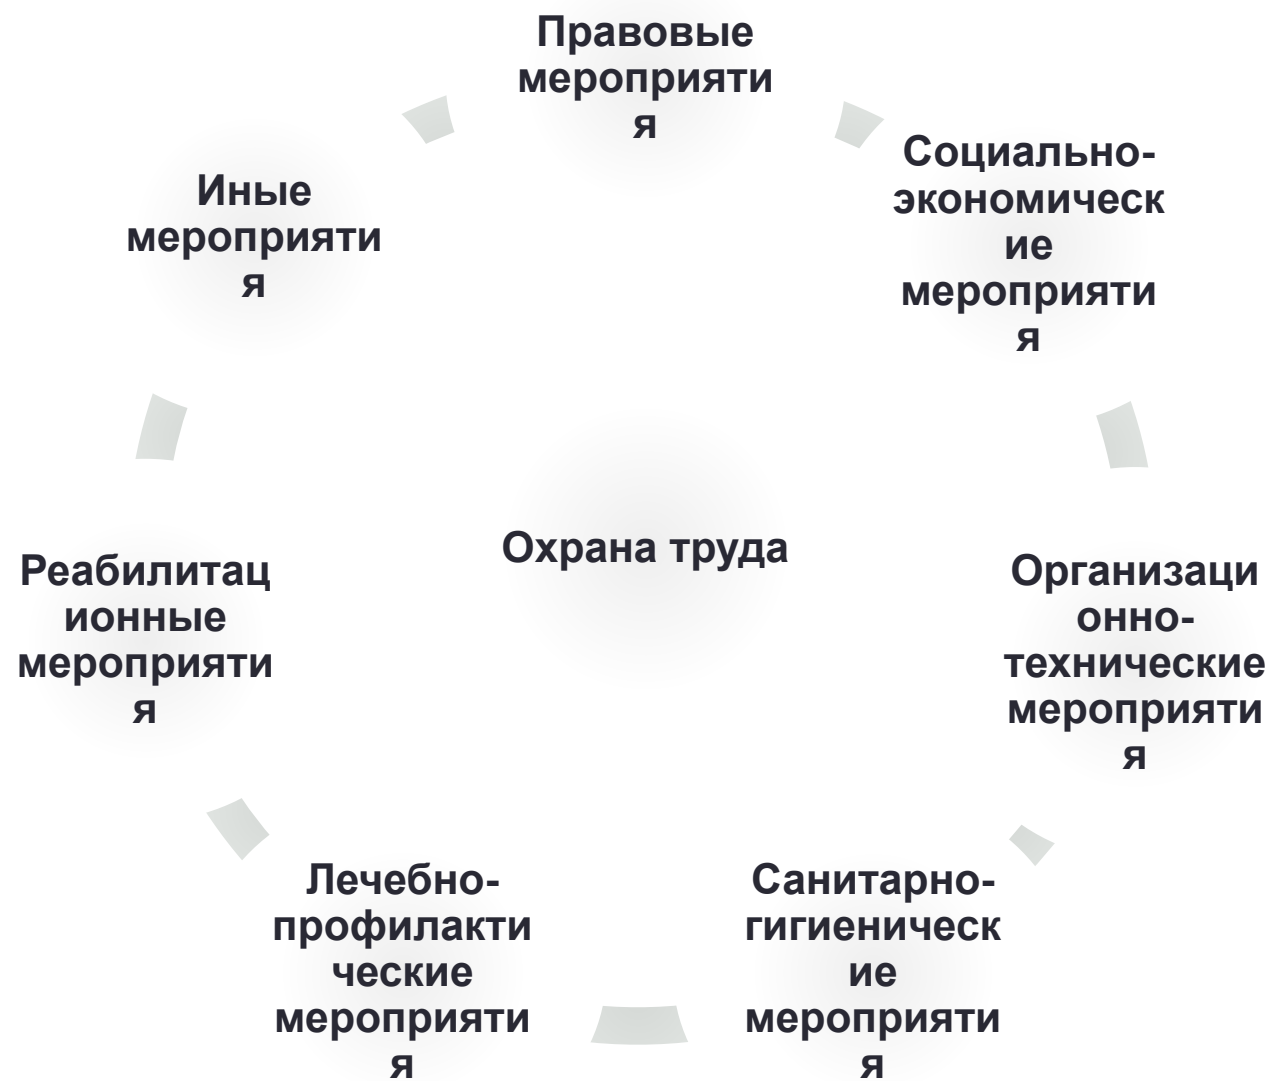 Правовые
мероприяти
я
Социально-
экономическ
ие
мероприяти
я
Организаци
онно-
технические
мероприяти
я
Санитарно-
гигиеническ
ие
мероприяти
я
Лечебно-
профилакти
ческие
мероприяти
я
Реабилитац
ионные
мероприяти
я
Иные
мероприяти
я
Охрана труда